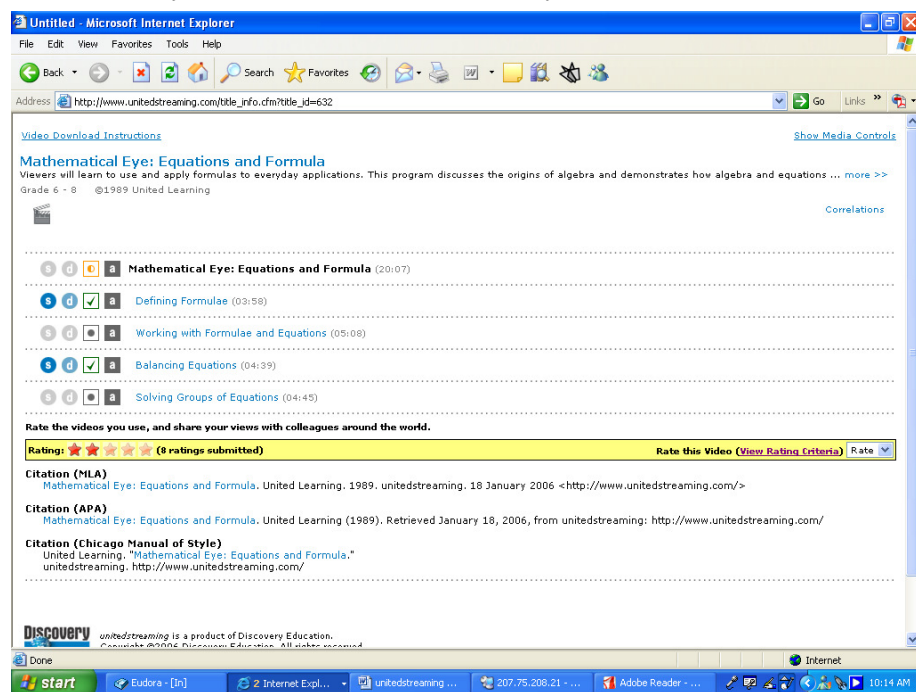 Untitled - Microsoft Internet Explorer
File Edit View Favorites Tools Help
Back Search Favorites
Address http://www.unitedstreaming.com/title_info.cfm?title_id=632 Go Links »
Video Download Instructions Show Media Controls
Mathematical Eye: Equations and Formula
Viewers will learn to use and apply formulas to everyday applications. This program discusses the origins of algebra and demonstrates how algebra and equations ... more >>
Grade 6 - 8 ©1989 United Learning
Correlations
s d a Mathematical Eye: Equations and Formula (20:07)
s d a Defining Formulae (03:58)
s d a Working with Formulae and Equations (05:08)
s d a Balancing Equations (04:39)
s d a Solving Groups of Equations (04:45)
Rate the videos you use, and share your views with colleagues around the world.
Rating: (8 ratings submitted) Rate this Video (View Rating Criteria) Rate
Citation (MLA)
Mathematical Eye: Equations and Formula. United Learning. 1989. unitedstreaming. 18 January 2006 <http://www.unitedstreaming.com/>
Citation (APA)
Mathematical Eye: Equations and Formula. United Learning (1989). Retrieved January 18, 2006, from unitedstreaming: http://www.unitedstreaming.com/
Citation (Chicago Manual of Style)
United Learning. "Mathematical Eye: Equations and Formula."
unitedstreaming. http://www.unitedstreaming.com/
Discovery unitedstreaming is a product of Discovery Education.
Copyright ©2006 Discovery Education. All rights reserved.
Done Internet
start Eudora - [In] 2 Internet Expl... unitedstreaming ... 207.75.208.21 - ... Adobe Reader - ... 10:14 AM